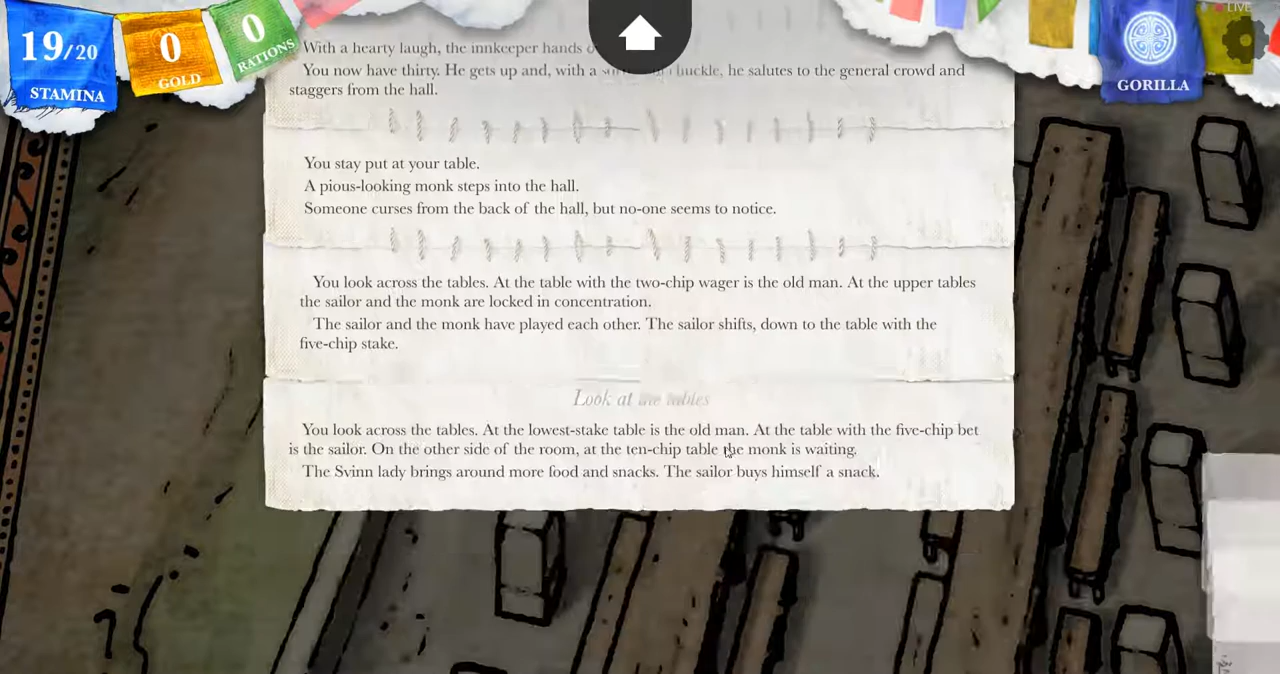 19/20
STAMINA
0
GOLD
0
RATIONS
LIVE
GORILLA
With a hearty laugh, the innkeeper hands
You now have thirty. He gets up and, with a chuckle, he salutes to the general crowd and
staggers from the hall.
You stay put at your table.
A pious-looking monk steps into the hall.
Someone curses from the back of the hall, but no-one seems to notice.
You look across the tables. At the table with the two-chip wager is the old man. At the upper tables
the sailor and the monk are locked in concentration.
The sailor and the monk have played each other. The sailor shifts, down to the table with the
five-chip stake.
Look at the tables
You look across the tables. At the lowest-stake table is the old man. At the table with the five-chip bet
is the sailor. On the other side of the room, at the ten-chip table the monk is waiting.
The Svinn lady brings around more food and snacks. The sailor buys himself a snack.